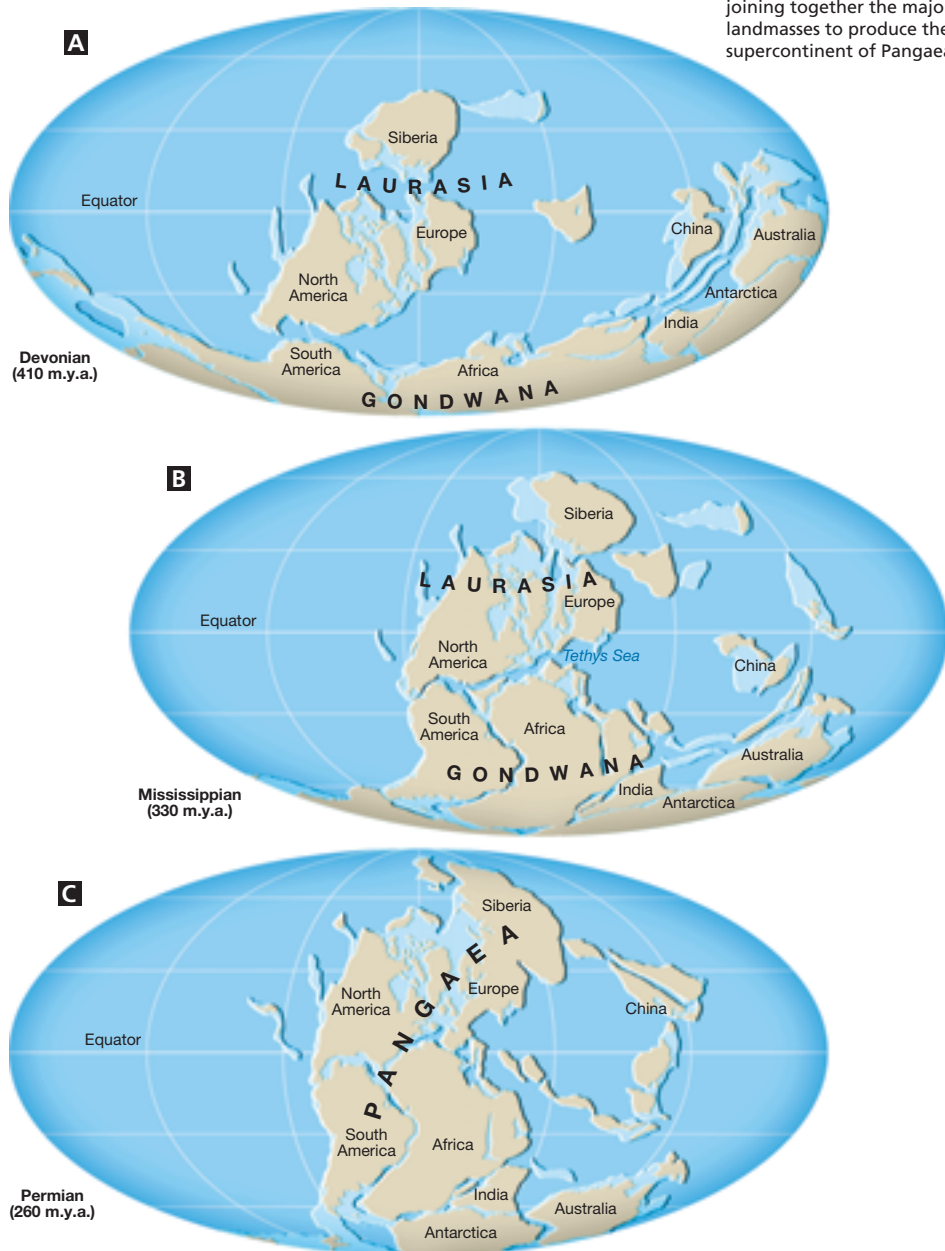 joining together the major
landmasses to produce the
supercontinent of Pangaea
A
Siberia
LAURASIA
Equator
Europe
China
Australia
North
America
Antarctica
India
Devonian
(410 m.y.a.)
South
America
Africa
GONDWANA
B
Siberia
LAURASIA
Europe
Equator
North
America
Tethys Sea
China
South
America
Africa
Australia
GONDWANA
India
Antarctica
Mississippian
(330 m.y.a.)
C
Siberia
PANGAEA
North
America
Europe
China
Equator
South
America
Africa
India
Australia
Permian
(260 m.y.a.)
Antarctica